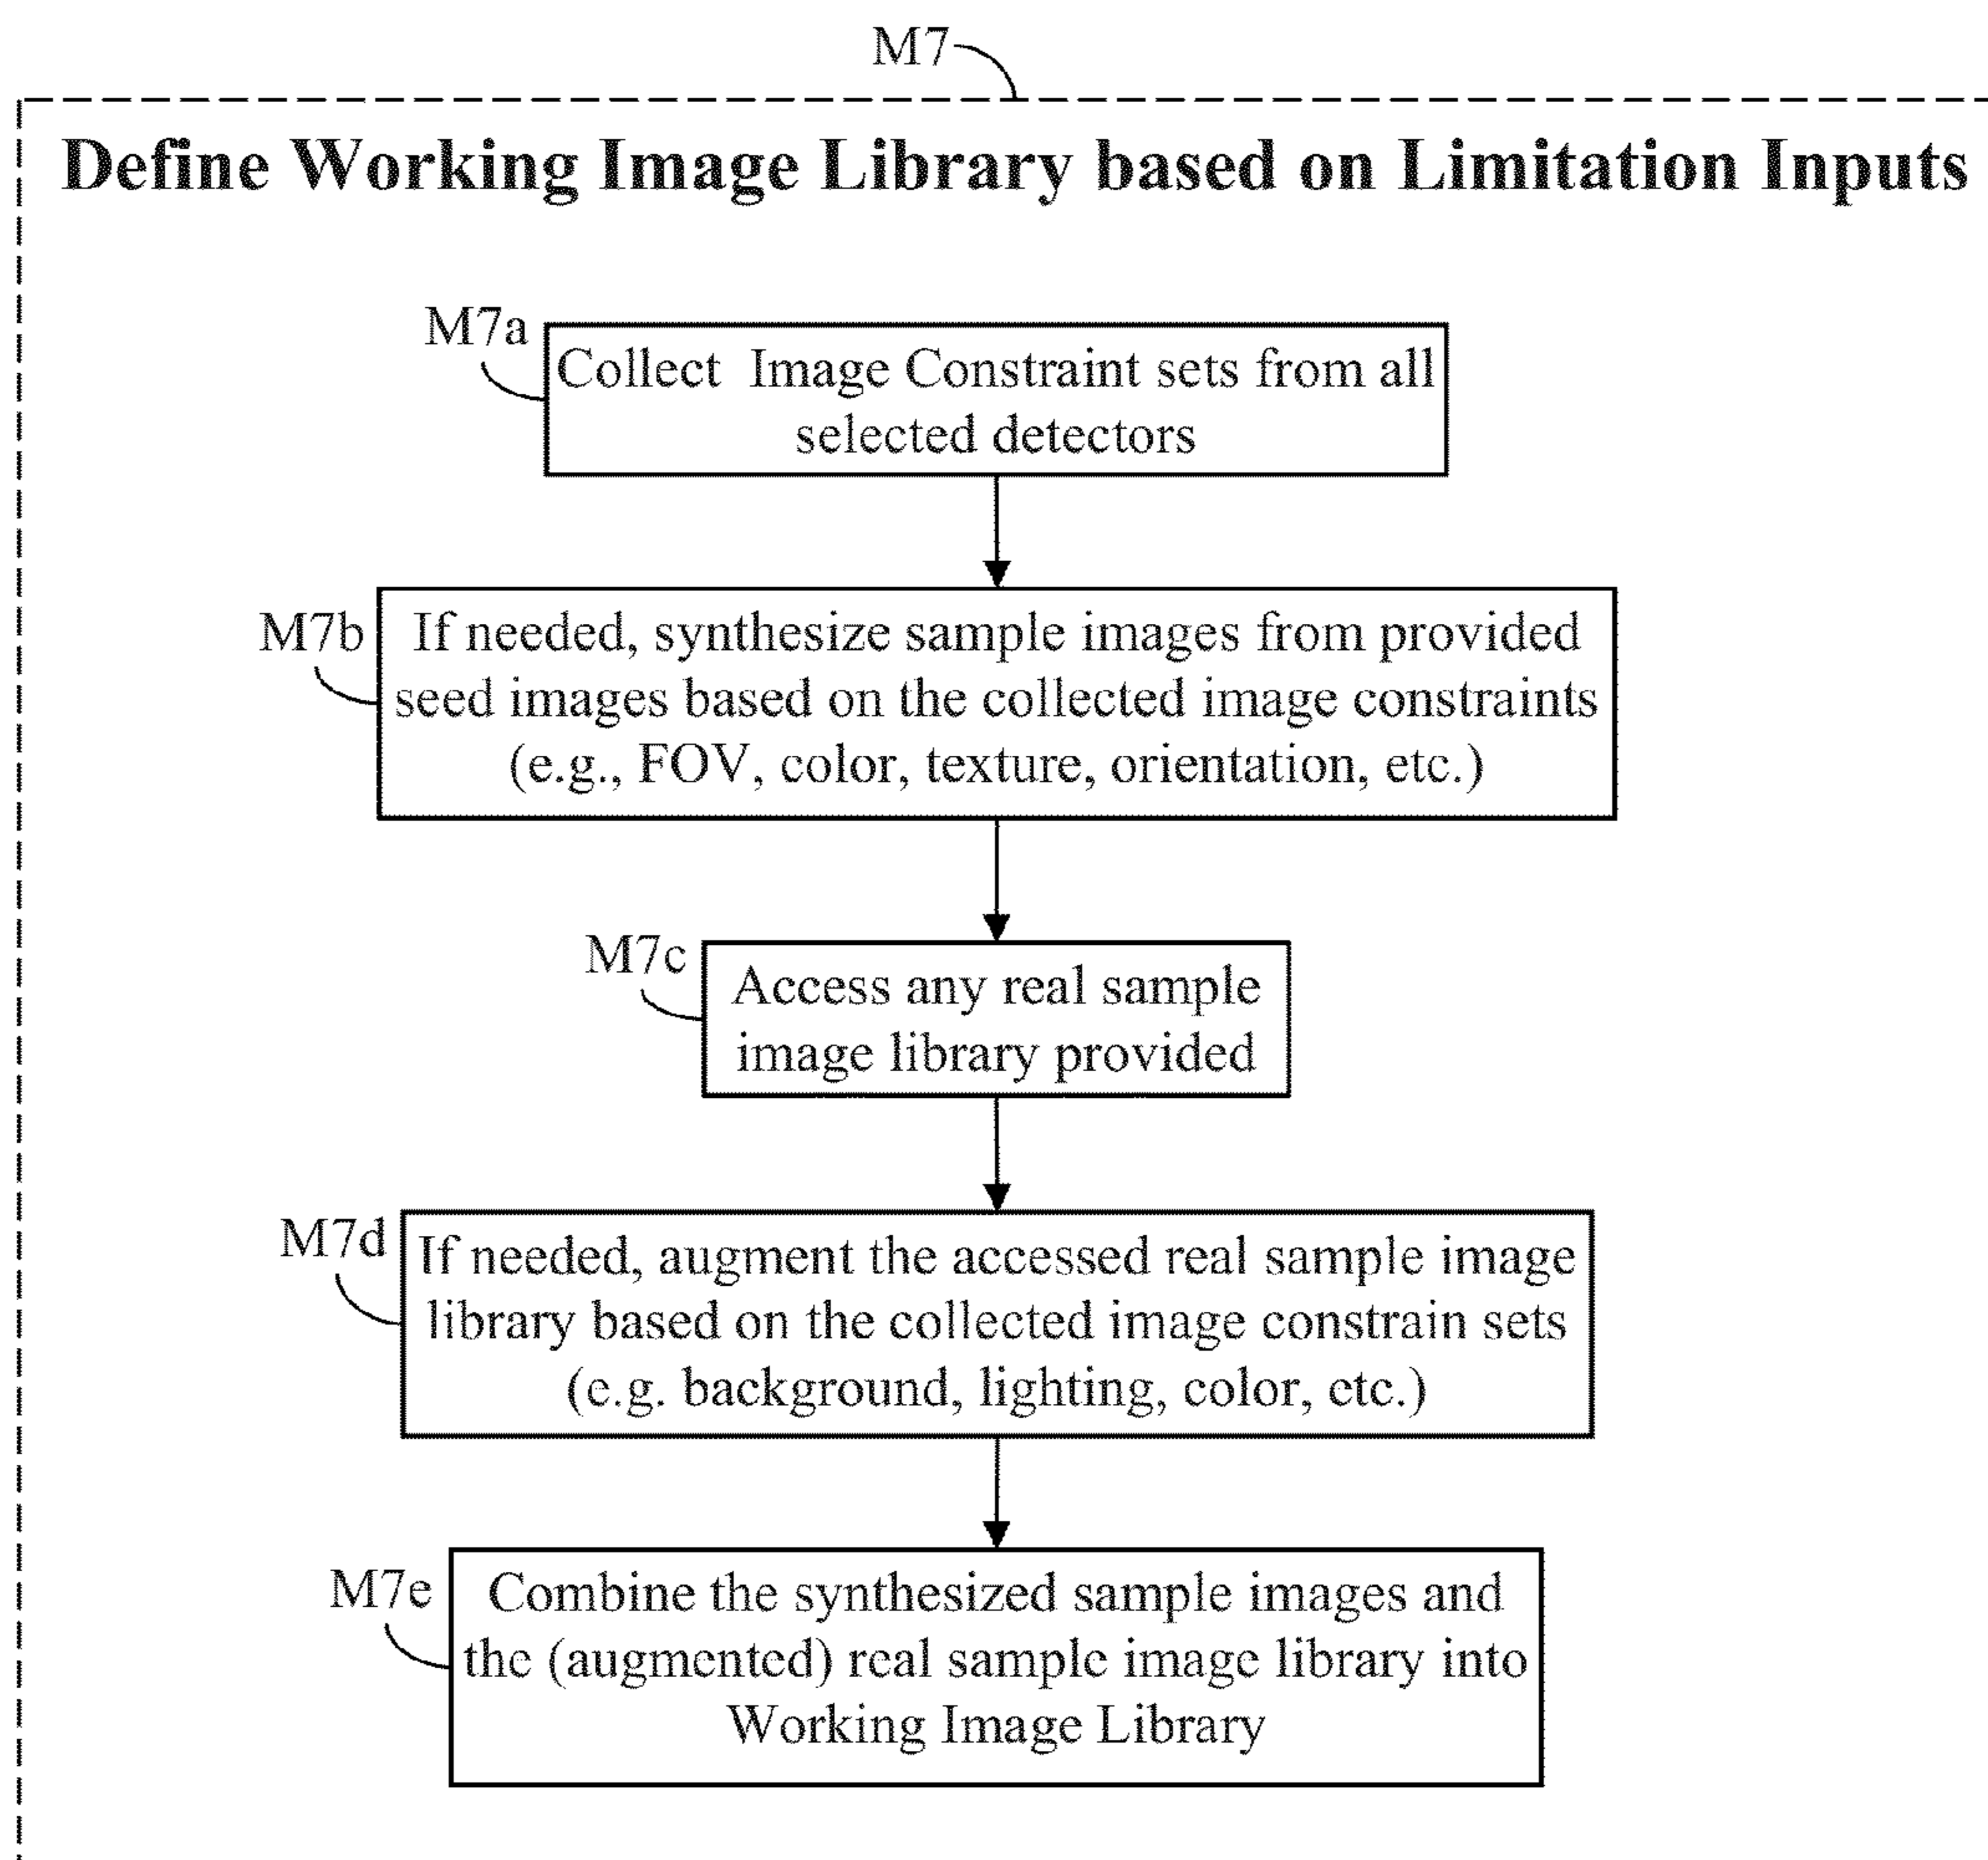 M7
Define Working Image Library based on Limitation Inputs
M7a
Collect Image Constraint sets from all
selected detectors
M7b
If needed, synthesize sample images from provided
seed images based on the collected image constraints
(e.g., FOV, color, texture, orientation, etc.)
M7c
Access any real sample
image library provided
M7d
If needed, augment the accessed real sample image
library based on the collected image constrain sets
(e.g. background, lighting, color, etc.)
M7e
Combine the synthesized sample images and
the (augmented) real sample image library into
Working Image Library